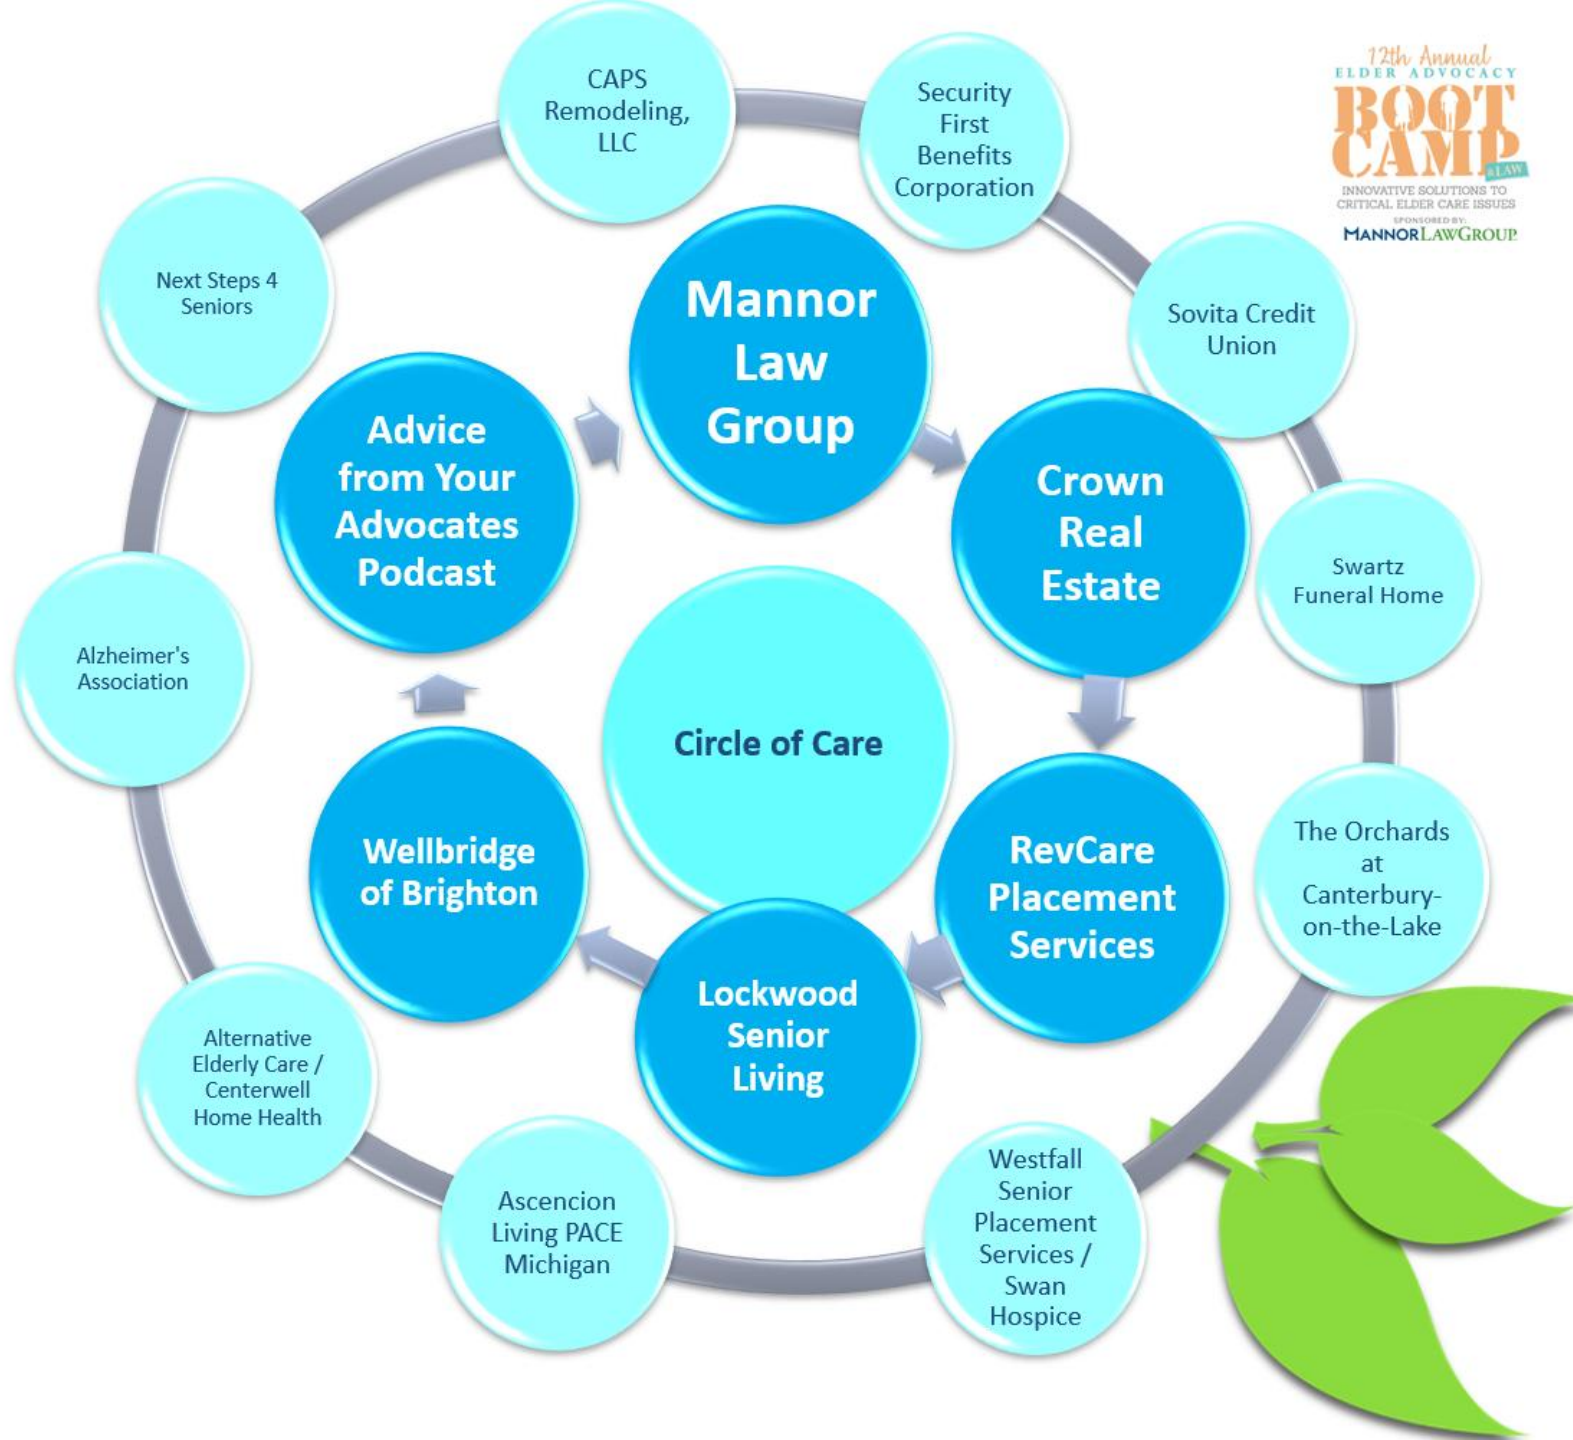 12th Annual
ELDER ADVOCACY
BOOT
CAMP
& LAW
INNOVATIVE SOLUTIONS TO
CRITICAL ELDER CARE ISSUES
SPONSORED BY:
MANNORLAWGROUP
CAPS
Remodeling,
LLC
Security
First
Benefits
Corporation
Sovita Credit
Union
Swartz
Funeral Home
The Orchards
at
Canterbury-
on-the-Lake
Westfall
Senior
Placement
Services /
Swan
Hospice
Ascencion
Living PACE
Michigan
Alternative
Elderly Care /
Centerwell
Home Health
Alzheimer's
Association
Next Steps 4
Seniors
Mannor
Law
Group
Crown
Real
Estate
RevCare
Placement
Services
Lockwood
Senior
Living
Wellbridge
of Brighton
Advice
from Your
Advocates
Podcast
Circle of Care